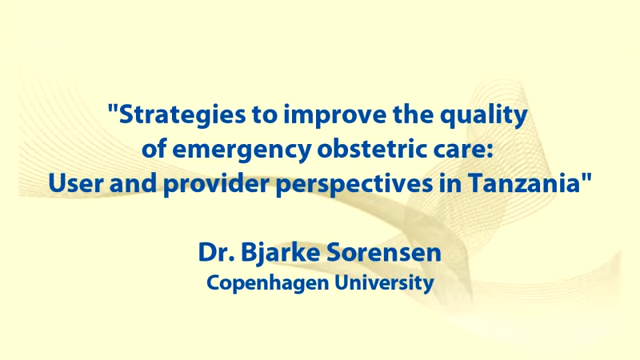 "Strategies to improve the quality
of emergency obstetric care:
User and provider perspectives in Tanzania"
Dr. Bjarke Sorensen
Copenhagen University